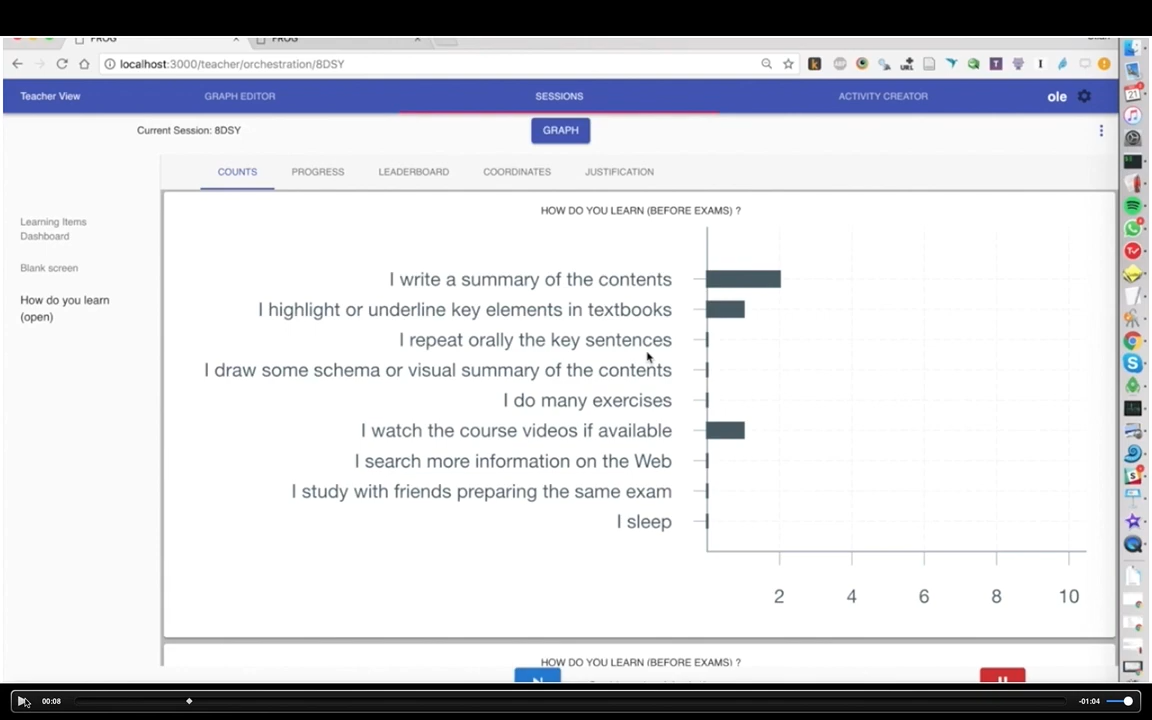 FROG FROG
localhost:3000/teacher/orchestration/8DSY
Teacher View GRAPH EDITOR SESSIONS ACTIVITY CREATOR ole
Current Session: 8DSY GRAPH
COUNTS PROGRESS LEADERBOARD COORDINATES JUSTIFICATION
Learning Items
Dashboard
Blank screen
How do you learn
(open)
HOW DO YOU LEARN (BEFORE EXAMS) ?
I write a summary of the contents
I highlight or underline key elements in textbooks
I repeat orally the key sentences
I draw some schema or visual summary of the contents
I do many exercises
I watch the course videos if available
I search more information on the Web
I study with friends preparing the same exam
I sleep
2 4 6 8 10
HOW DO YOU LEARN (BEFORE EXAMS) ?
00:08 -01:04